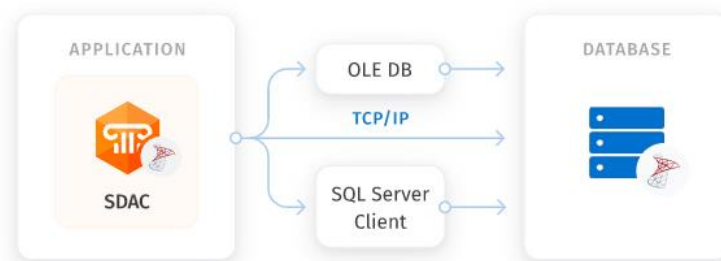 APPLICATION
SDAC
OLE DB
TCP/IP
SQL Server
Client
DATABASE